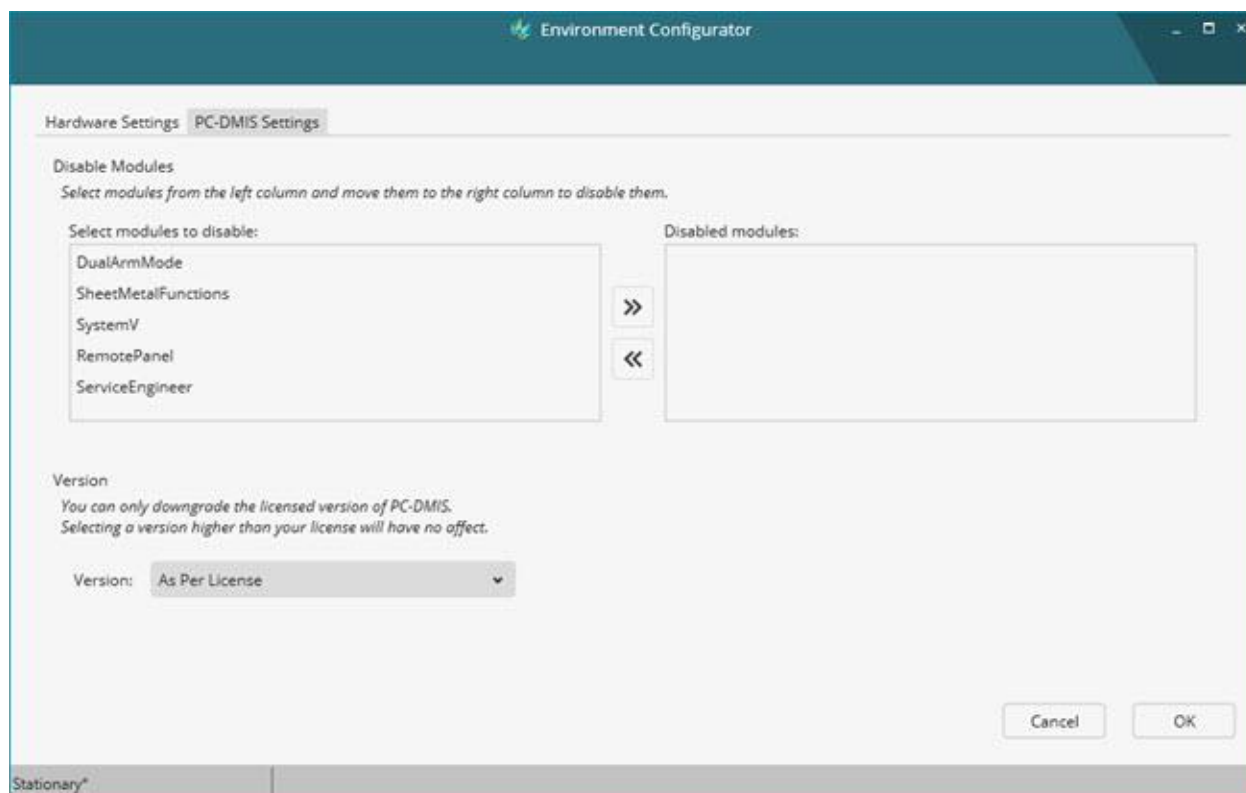 Environment Configurator
Hardware Settings PC-DMIS Settings
Disable Modules
Select modules from the left column and move them to the right column to disable them.
Select modules to disable: Disabled modules:
DualArmMode
SheetMetalFunctions
SystemV
RemotePanel
ServiceEngineer
Version
You can only downgrade the licensed version of PC-DMIS.
Selecting a version higher than your license will have no affect.
Version: As Per License
Cancel OK
Stationary*